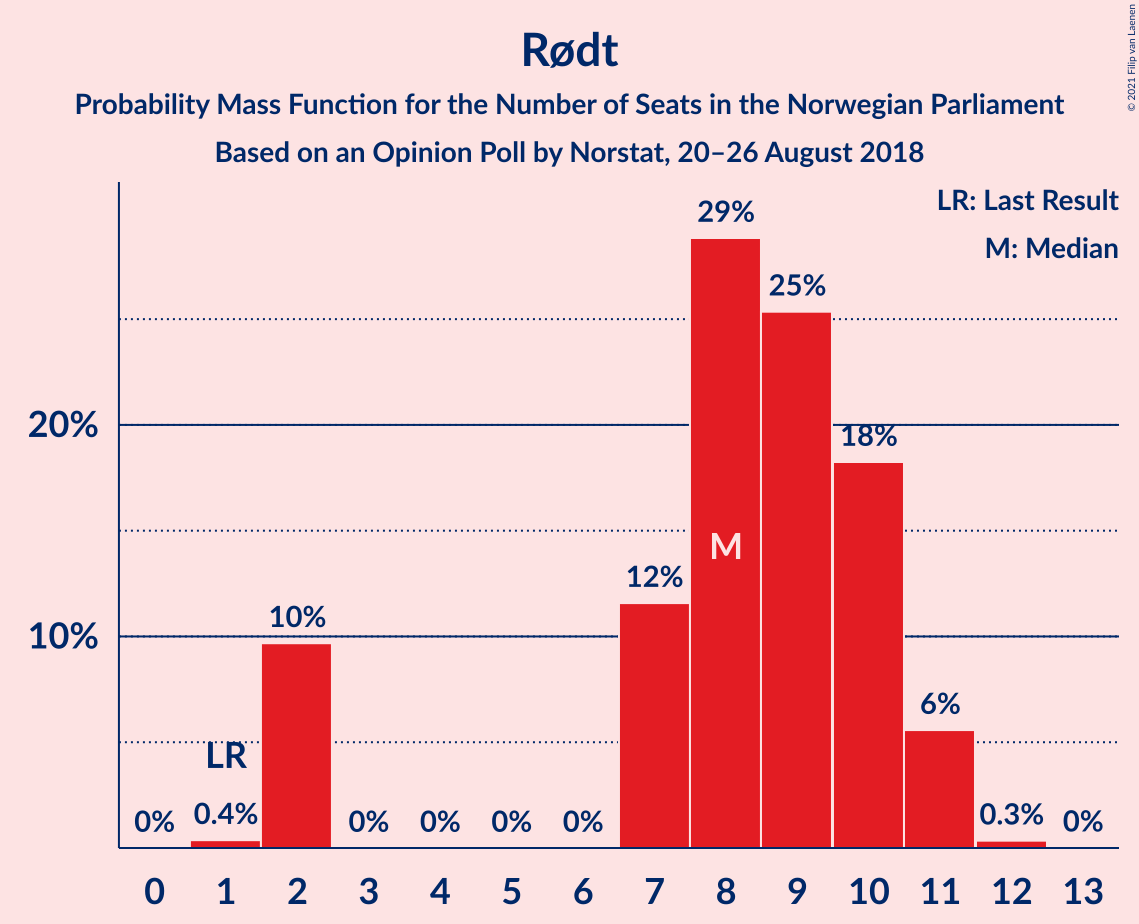 Rødt
Probability Mass Function for the Number of Seats in the Norwegian Parliament
Based on an Opinion Poll by Norstat, 20–26 August 2018
© 2021 Filip van Laenen
LR: Last Result
M: Median
29%
25%
20%
18%
M
12%
10%
10%
6%
LR
0%
0.4%
0%
0%
0%
0%
0.3%
0%
0 1 2 3 4 5 6 7 8 9 10 11 12 13